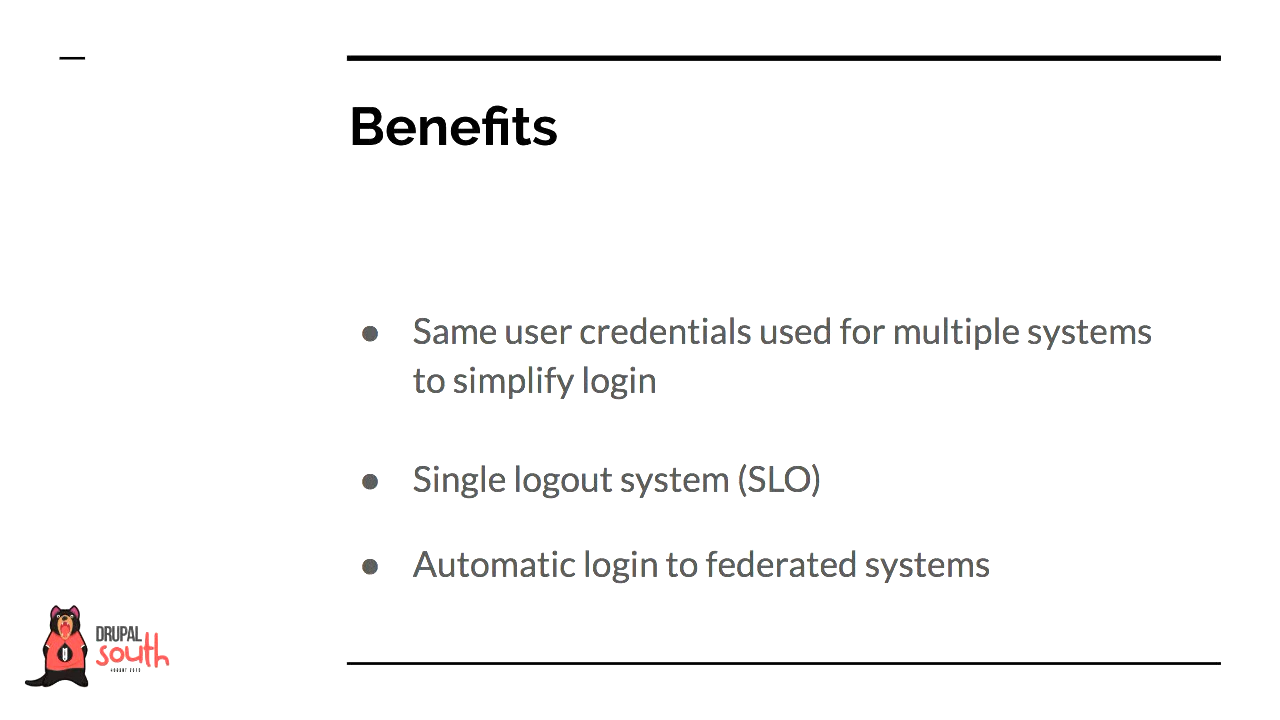 Benefits
● Same user credentials used for multiple systems
to simplify login
● Single logout system (SLO)
● Automatic login to federated systems
DRUPAL
south